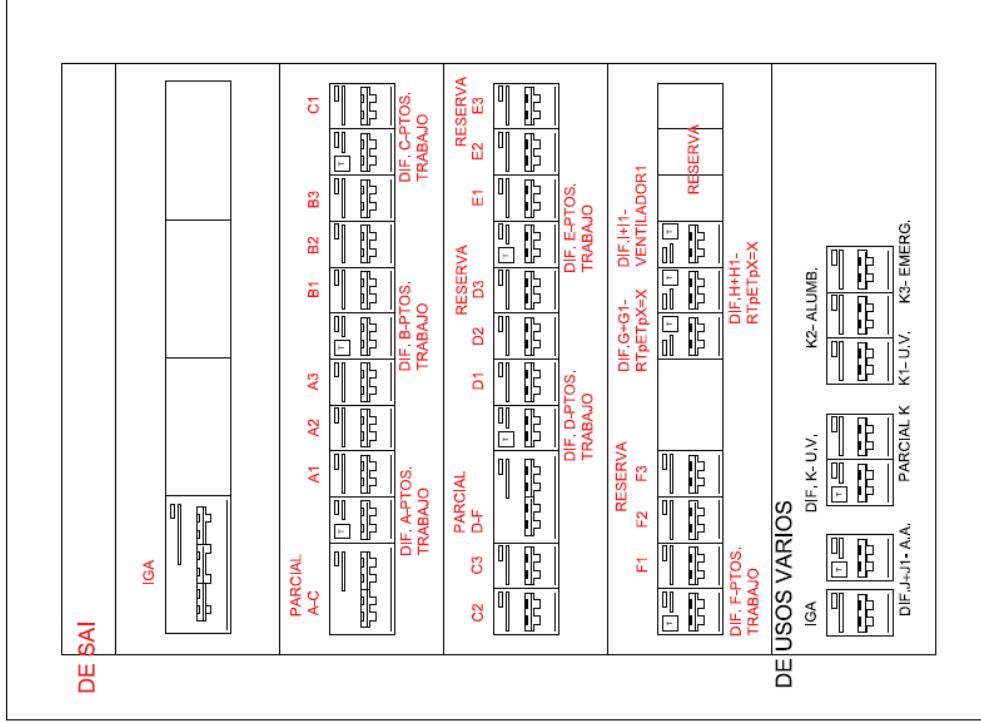 DE SAI
IGA
PARCIAL
A-C A1 A2 A3 B1 B2 B3 C1
T T T
DIF. A-PTOS.
TRABAJO
DIF. B-PTOS.
TRABAJO
DIF. C-PTOS.
TRABAJO
RESERVA RESERVA
PARCIAL
C2 C3 D-F D1 D2 D3 E1 E2 E3
T T
DIF. D-PTOS.
TRABAJO
DIF. E-PTOS.
TRABAJO
RESERVA
F1 F2 F3
DIF,G+G1-
RTpETpX=X
DIF,I+I1-
VENTILADOR1
T T T T
RESERVA
DIF. F-PTOS.
TRABAJO
DIF,H+H1-
RTpETpX=X
DE USOS VARIOS
IGA DIF, K- U,V, K2- ALUMB.
T T
DIF.J+J1- A.A. PARCIAL K K1- U.V. K3- EMERG.